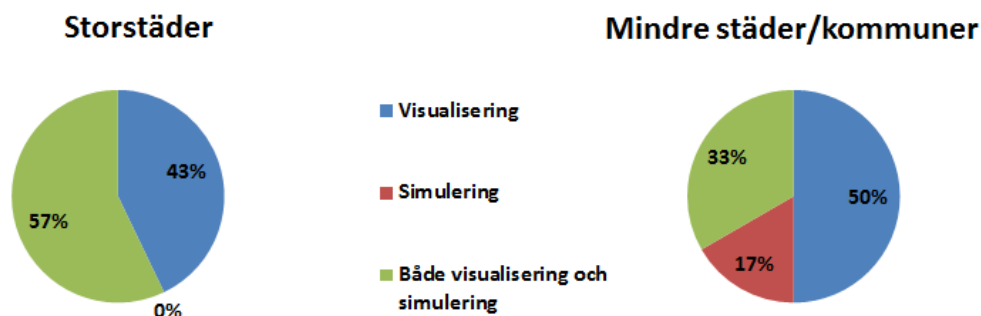 Storstäder
43%
57%
0%
Visualisering
Simulering
Både visualisering och
simulering
Mindre städer/kommuner
33%
50%
17%